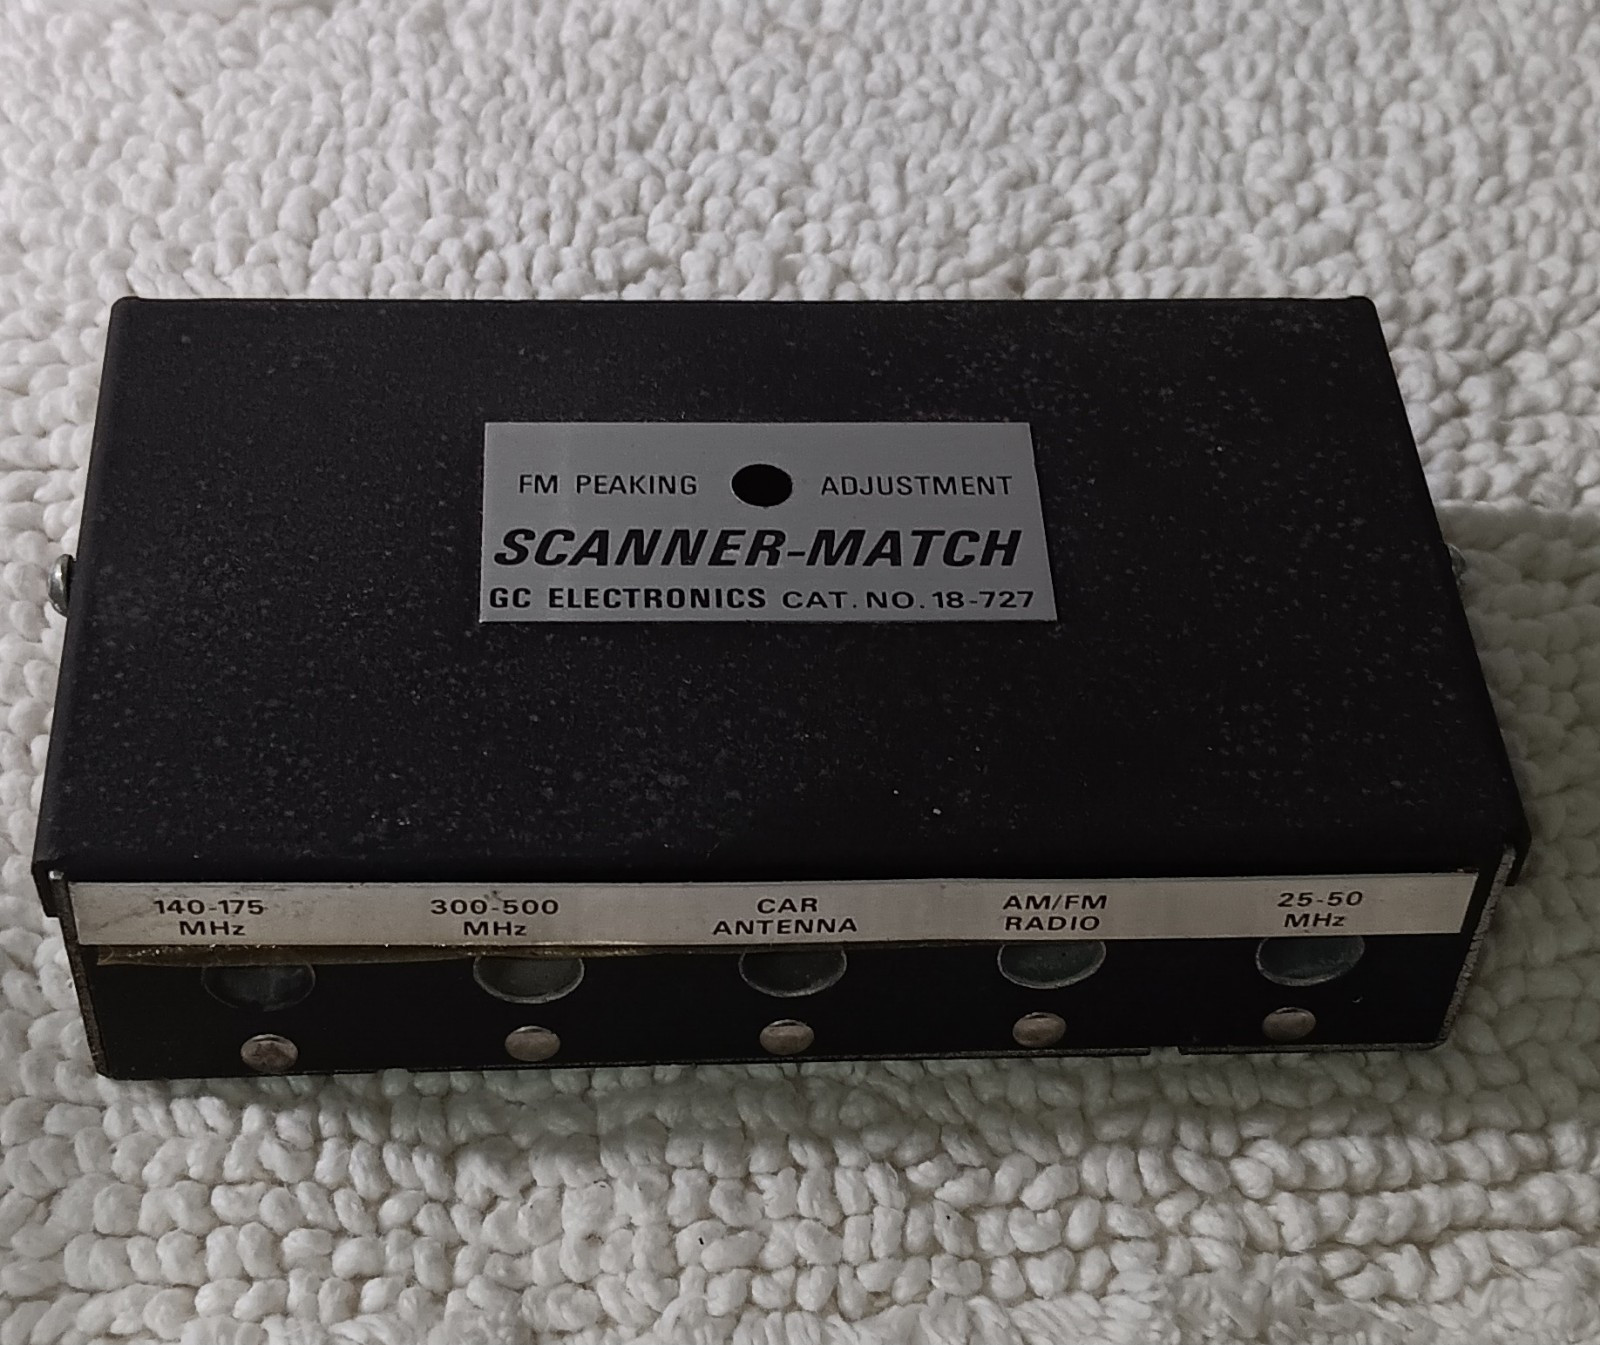 FM PEAKING ADJUSTMENT
SCANNER-MATCH
GC ELECTRONICS CAT. NO. 18-727
140-175
MHz
300-500
MHz
CAR
ANTENNA
AM/FM
RADIO
25-50
MHz